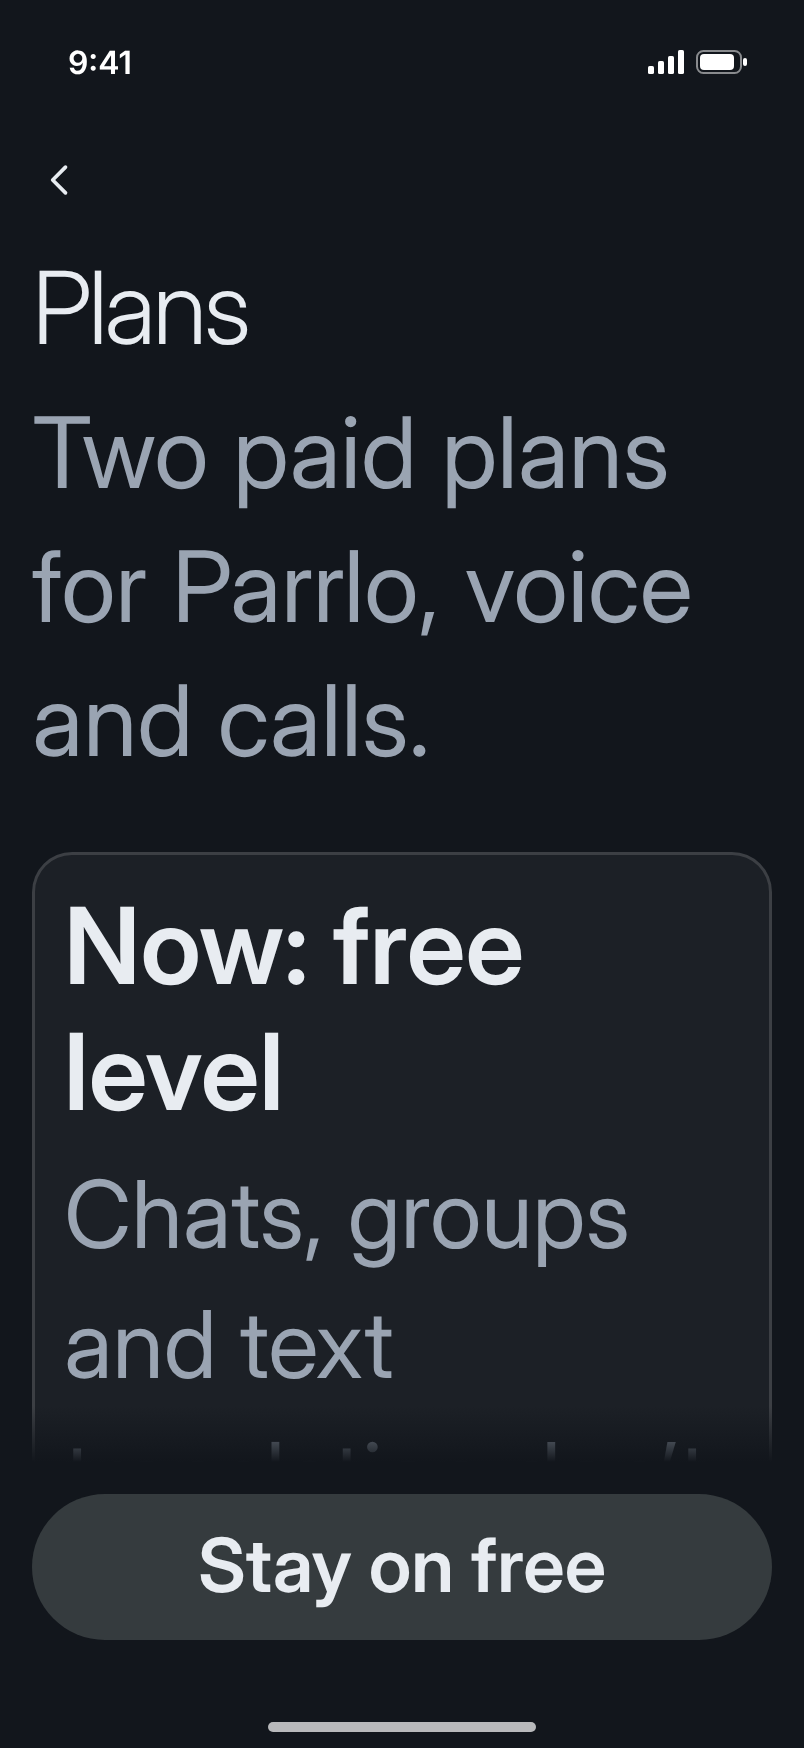 9:41
Plans
Two paid plans
for Parrlo, voice
and calls.
Now: free
level
Chats, groups
and text
Stay on free